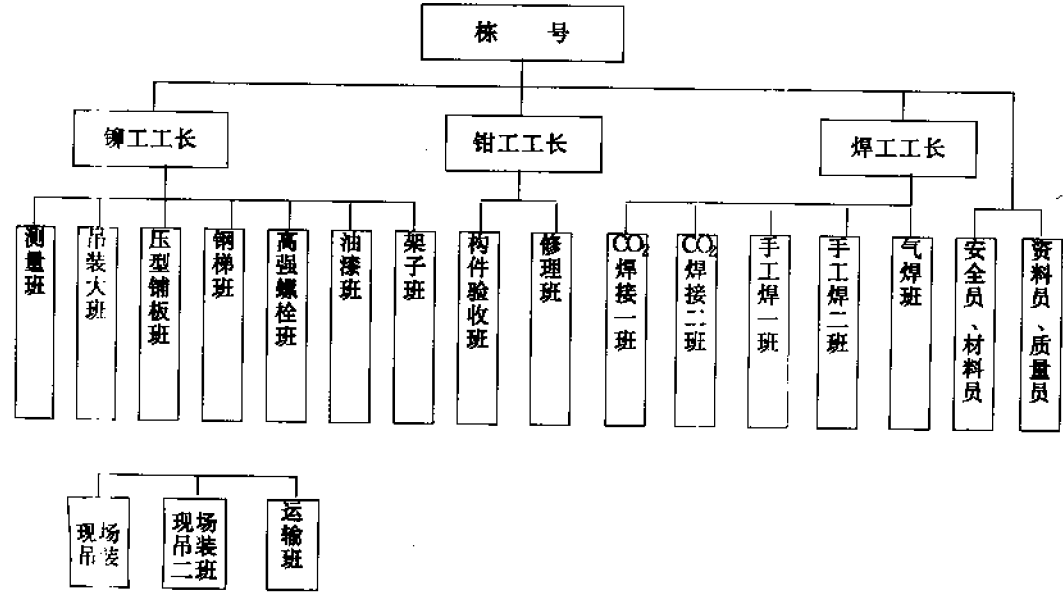 栋 号
铆工工长
钳工工长
焊工工长
测量班
吊装大班
压型铺板班
钢梯班
高强螺栓班
油漆班
架子班
构件验收班
修理班
CO₂焊接一班
CO₂焊接二班
手工焊一班
手工焊二班
气焊班
安全员、材料员
资料员、质量员
现场
吊装
现场
吊装
二班
运输班